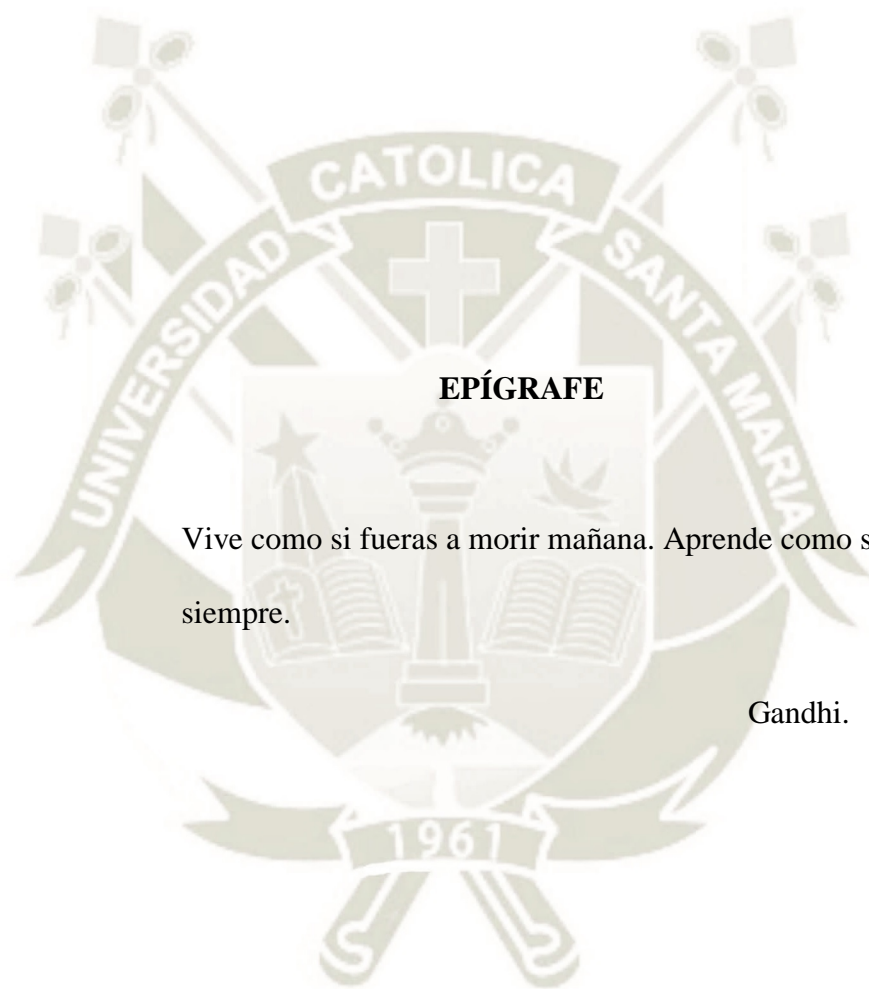 CATOLICA
UNIVERSIDAD
SANTA MARIA
EPÍGRAFE
Vive como si fueras a morir mañana. Aprende como s
siempre.
Gandhi.
1961